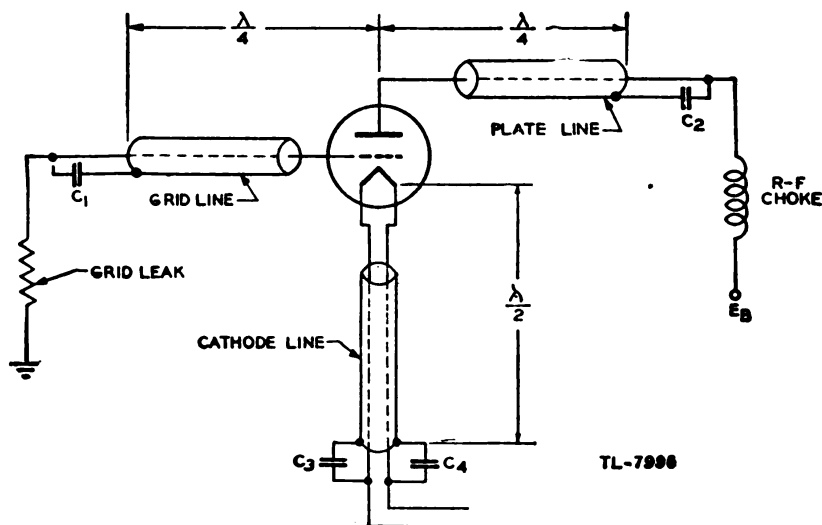 λ
4
λ
4
PLATE LINE
C2
C1
GRID LINE
R-F
CHOKE
GRID LEAK
λ
2
EB
CATHODE LINE
C3
C4
TL-7996